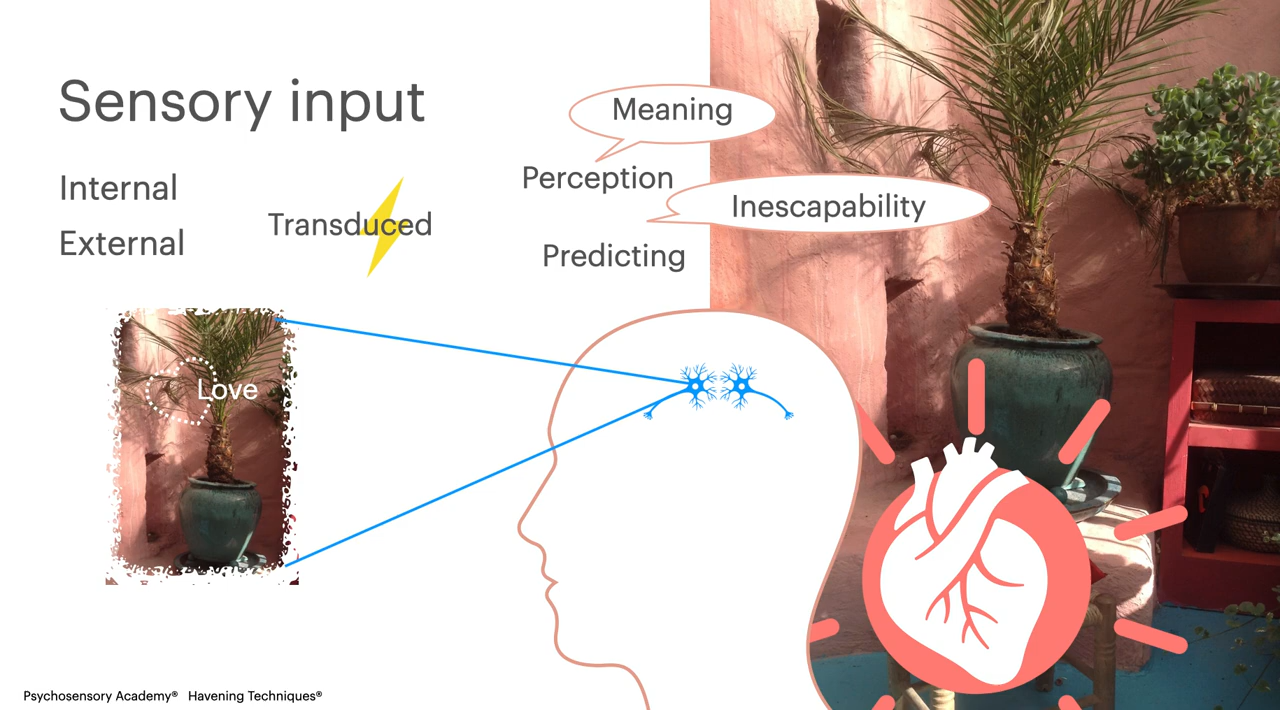 Sensory input
Internal
External
Transduced
Meaning
Perception
Inescapability
Predicting
Love
Psychosensory Academy® Havening Techniques®